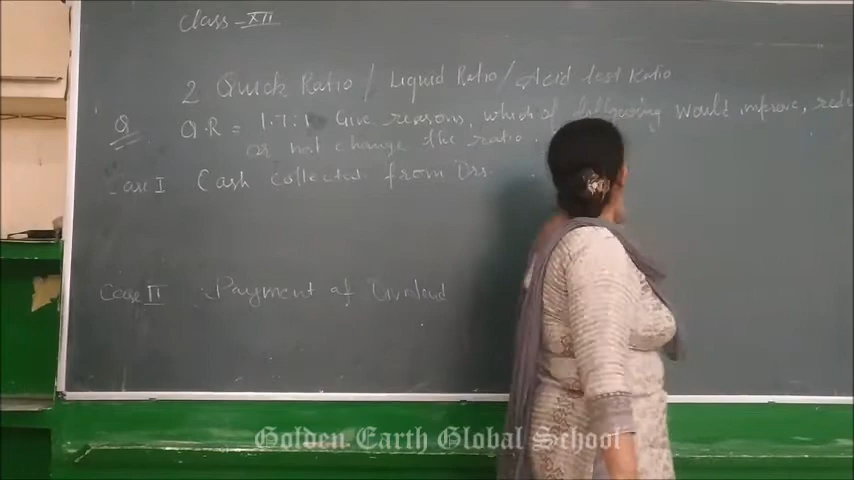 Class - XII
2 Quick Ratio / Liquid Ratio / Acid test Ratio
Q Q.R = 1.7:1 Give reasons, which of following would improve,
or not change the ratio.
Case I Cash collected from Drs.
Case II Payment of Dividend
Golden Earth Global School